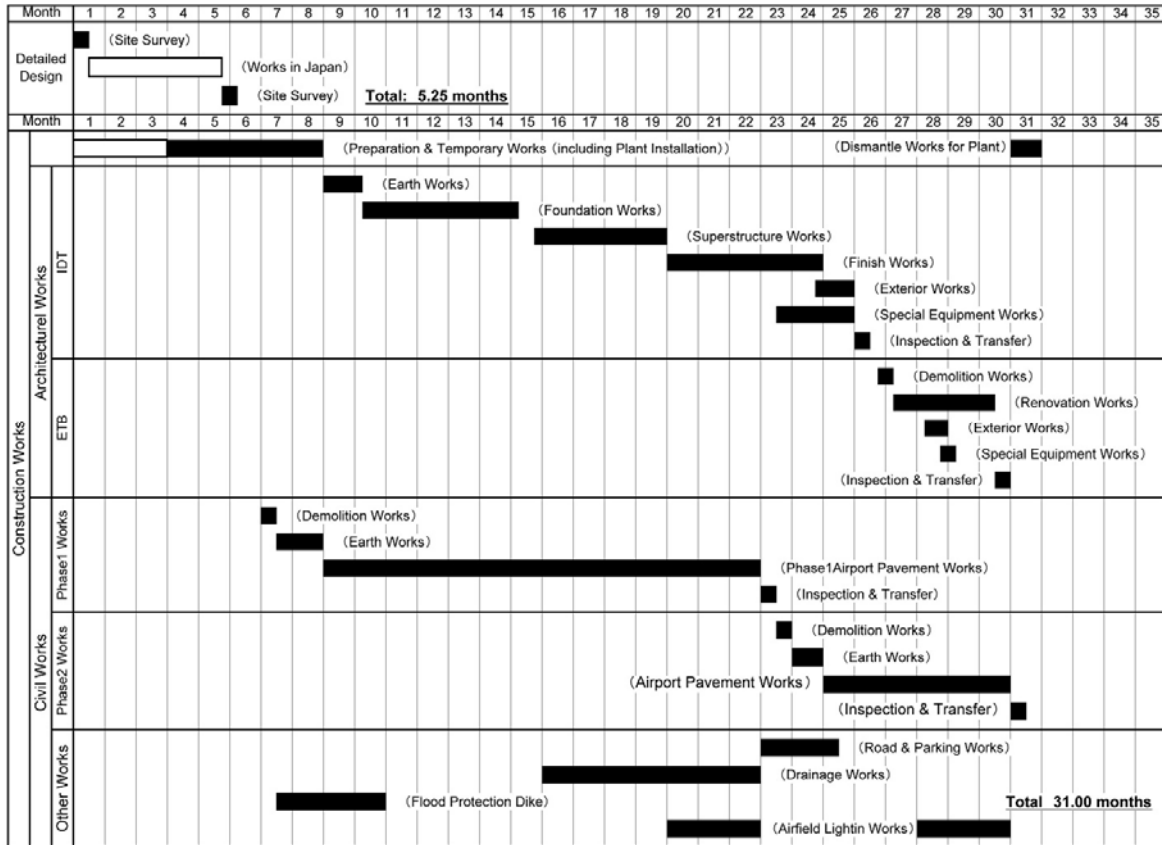 Month 1 2 3 4 5 6 7 8 9 10 11 12 13 14 15 16 17 18 19 20 21 22 23 24 25 26 27 28 29 30 31 32 33 34 35
Detailed
Design
(Site Survey)
(Works in Japan)
(Site Survey) Total: 5.25 months
Month 1 2 3 4 5 6 7 8 9 10 11 12 13 14 15 16 17 18 19 20 21 22 23 24 25 26 27 28 29 30 31 32 33 34 35
Construction Works
(Preparation & Temporary Works (including Plant Installation)) (Dismantle Works for Plant)
Architecturel Works
IDT
(Earth Works)
(Foundation Works)
(Superstructure Works)
(Finish Works)
(Exterior Works)
(Special Equipment Works)
(Inspection & Transfer)
ETB
(Demolition Works)
(Renovation Works)
(Exterior Works)
(Special Equipment Works)
(Inspection & Transfer)
Civil Works
Phase1 Works
(Demolition Works)
(Earth Works)
(Phase1Airport Pavement Works)
(Inspection & Transfer)
Phase2 Works
(Demolition Works)
(Earth Works)
(Airport Pavement Works)
(Inspection & Transfer)
Other Works
(Road & Parking Works)
(Drainage Works)
(Flood Protection Dike) Total 31.00 months
(Airfield Lightin Works)